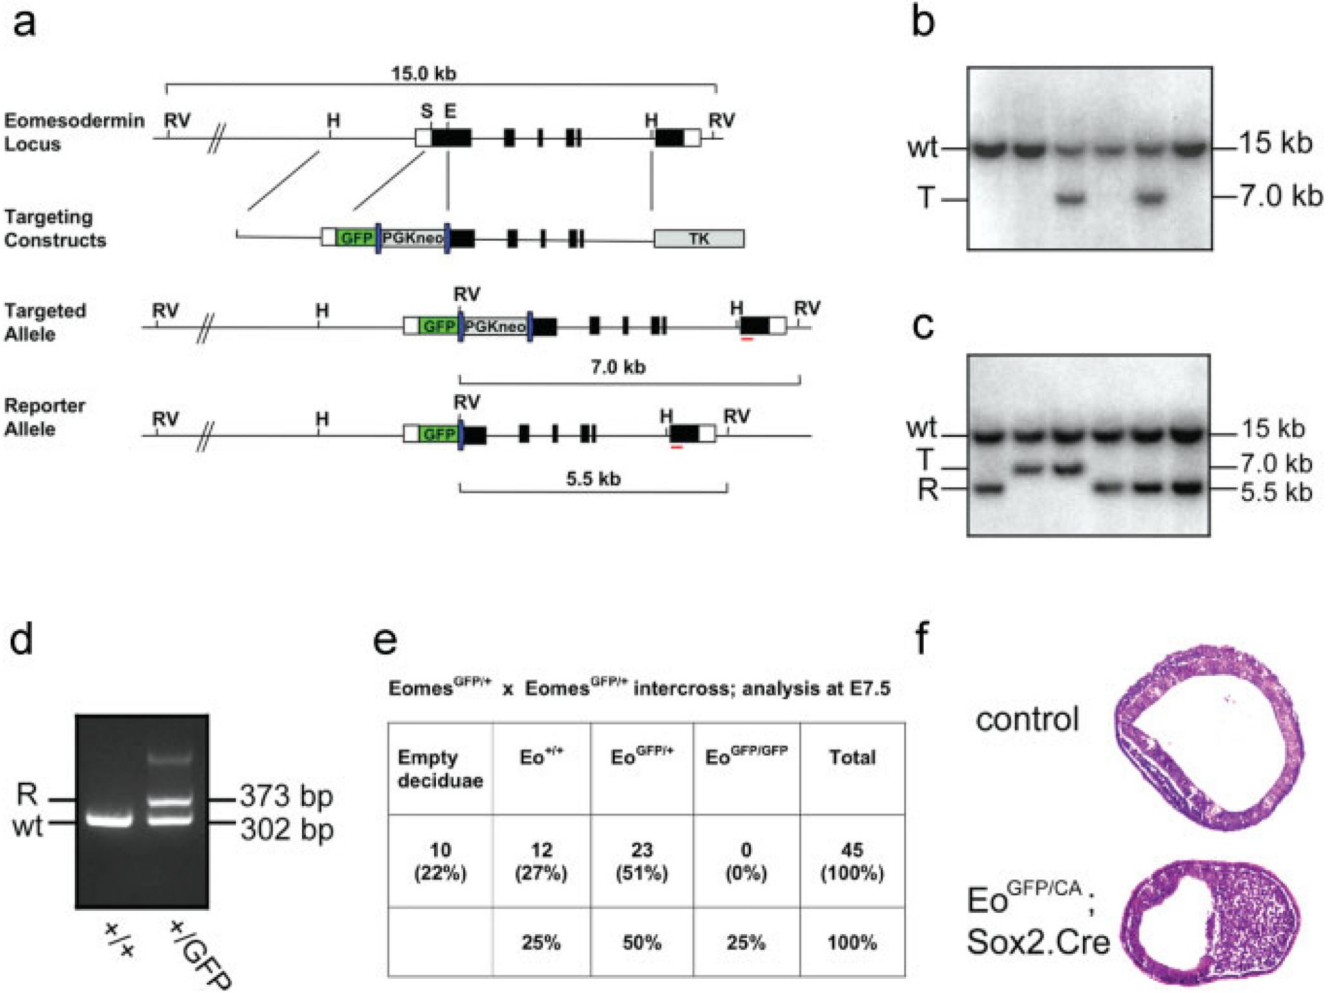 a
15.0 kb
Eomesodermin Locus
RV H S E H RV
Targeting Constructs
GFP PGKneo TK
Targeted Allele
RV H RV H RV
GFP PGKneo
7.0 kb
Reporter Allele
RV H RV H RV
GFP
5.5 kb
b
wt 15 kb
T 7.0 kb
c
wt 15 kb
T 7.0 kb
R 5.5 kb
d
R 373 bp
wt 302 bp
+/+ +/GFP
e
EomesGFP/+ x EomesGFP/+ intercross; analysis at E7.5
Empty deciduae Eo+/+ EoGFP/+ EoGFP/GFP Total
10 12 23 0 45
(22%) (27%) (51%) (0%) (100%)
25% 50% 25% 100%
f
control
EoGFP/CA;
Sox2.Cre